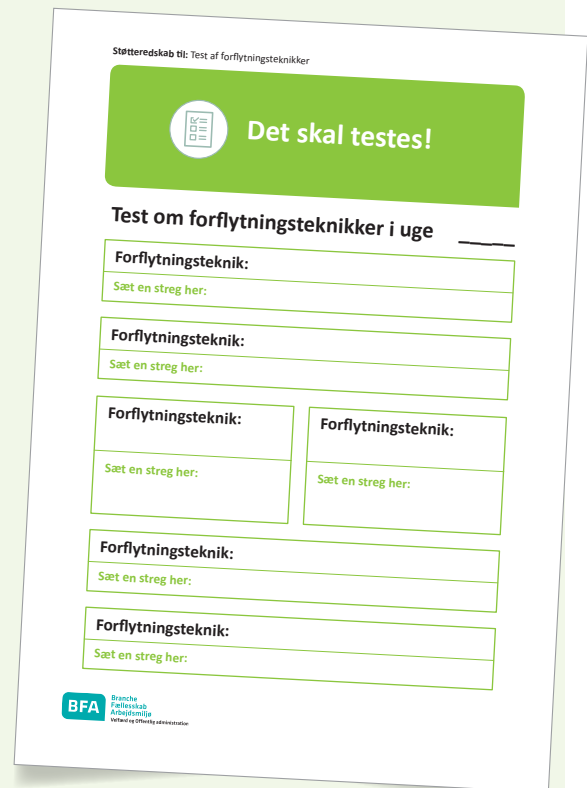 Støtteredskab til: Test af forflytningsteknikker
Det skal testes!
Test om forflytningsteknikker i uge _____
Forflytningsteknik:
Sæt en streg her:
Forflytningsteknik:
Sæt en streg her:
Forflytningsteknik:
Sæt en streg her:
Forflytningsteknik:
Sæt en streg her:
Forflytningsteknik:
Sæt en streg her:
Forflytningsteknik:
Sæt en streg her:
BFA
Branche
Fællesskab
Arbejdsmiljø
Velfærd og Offentlig administration